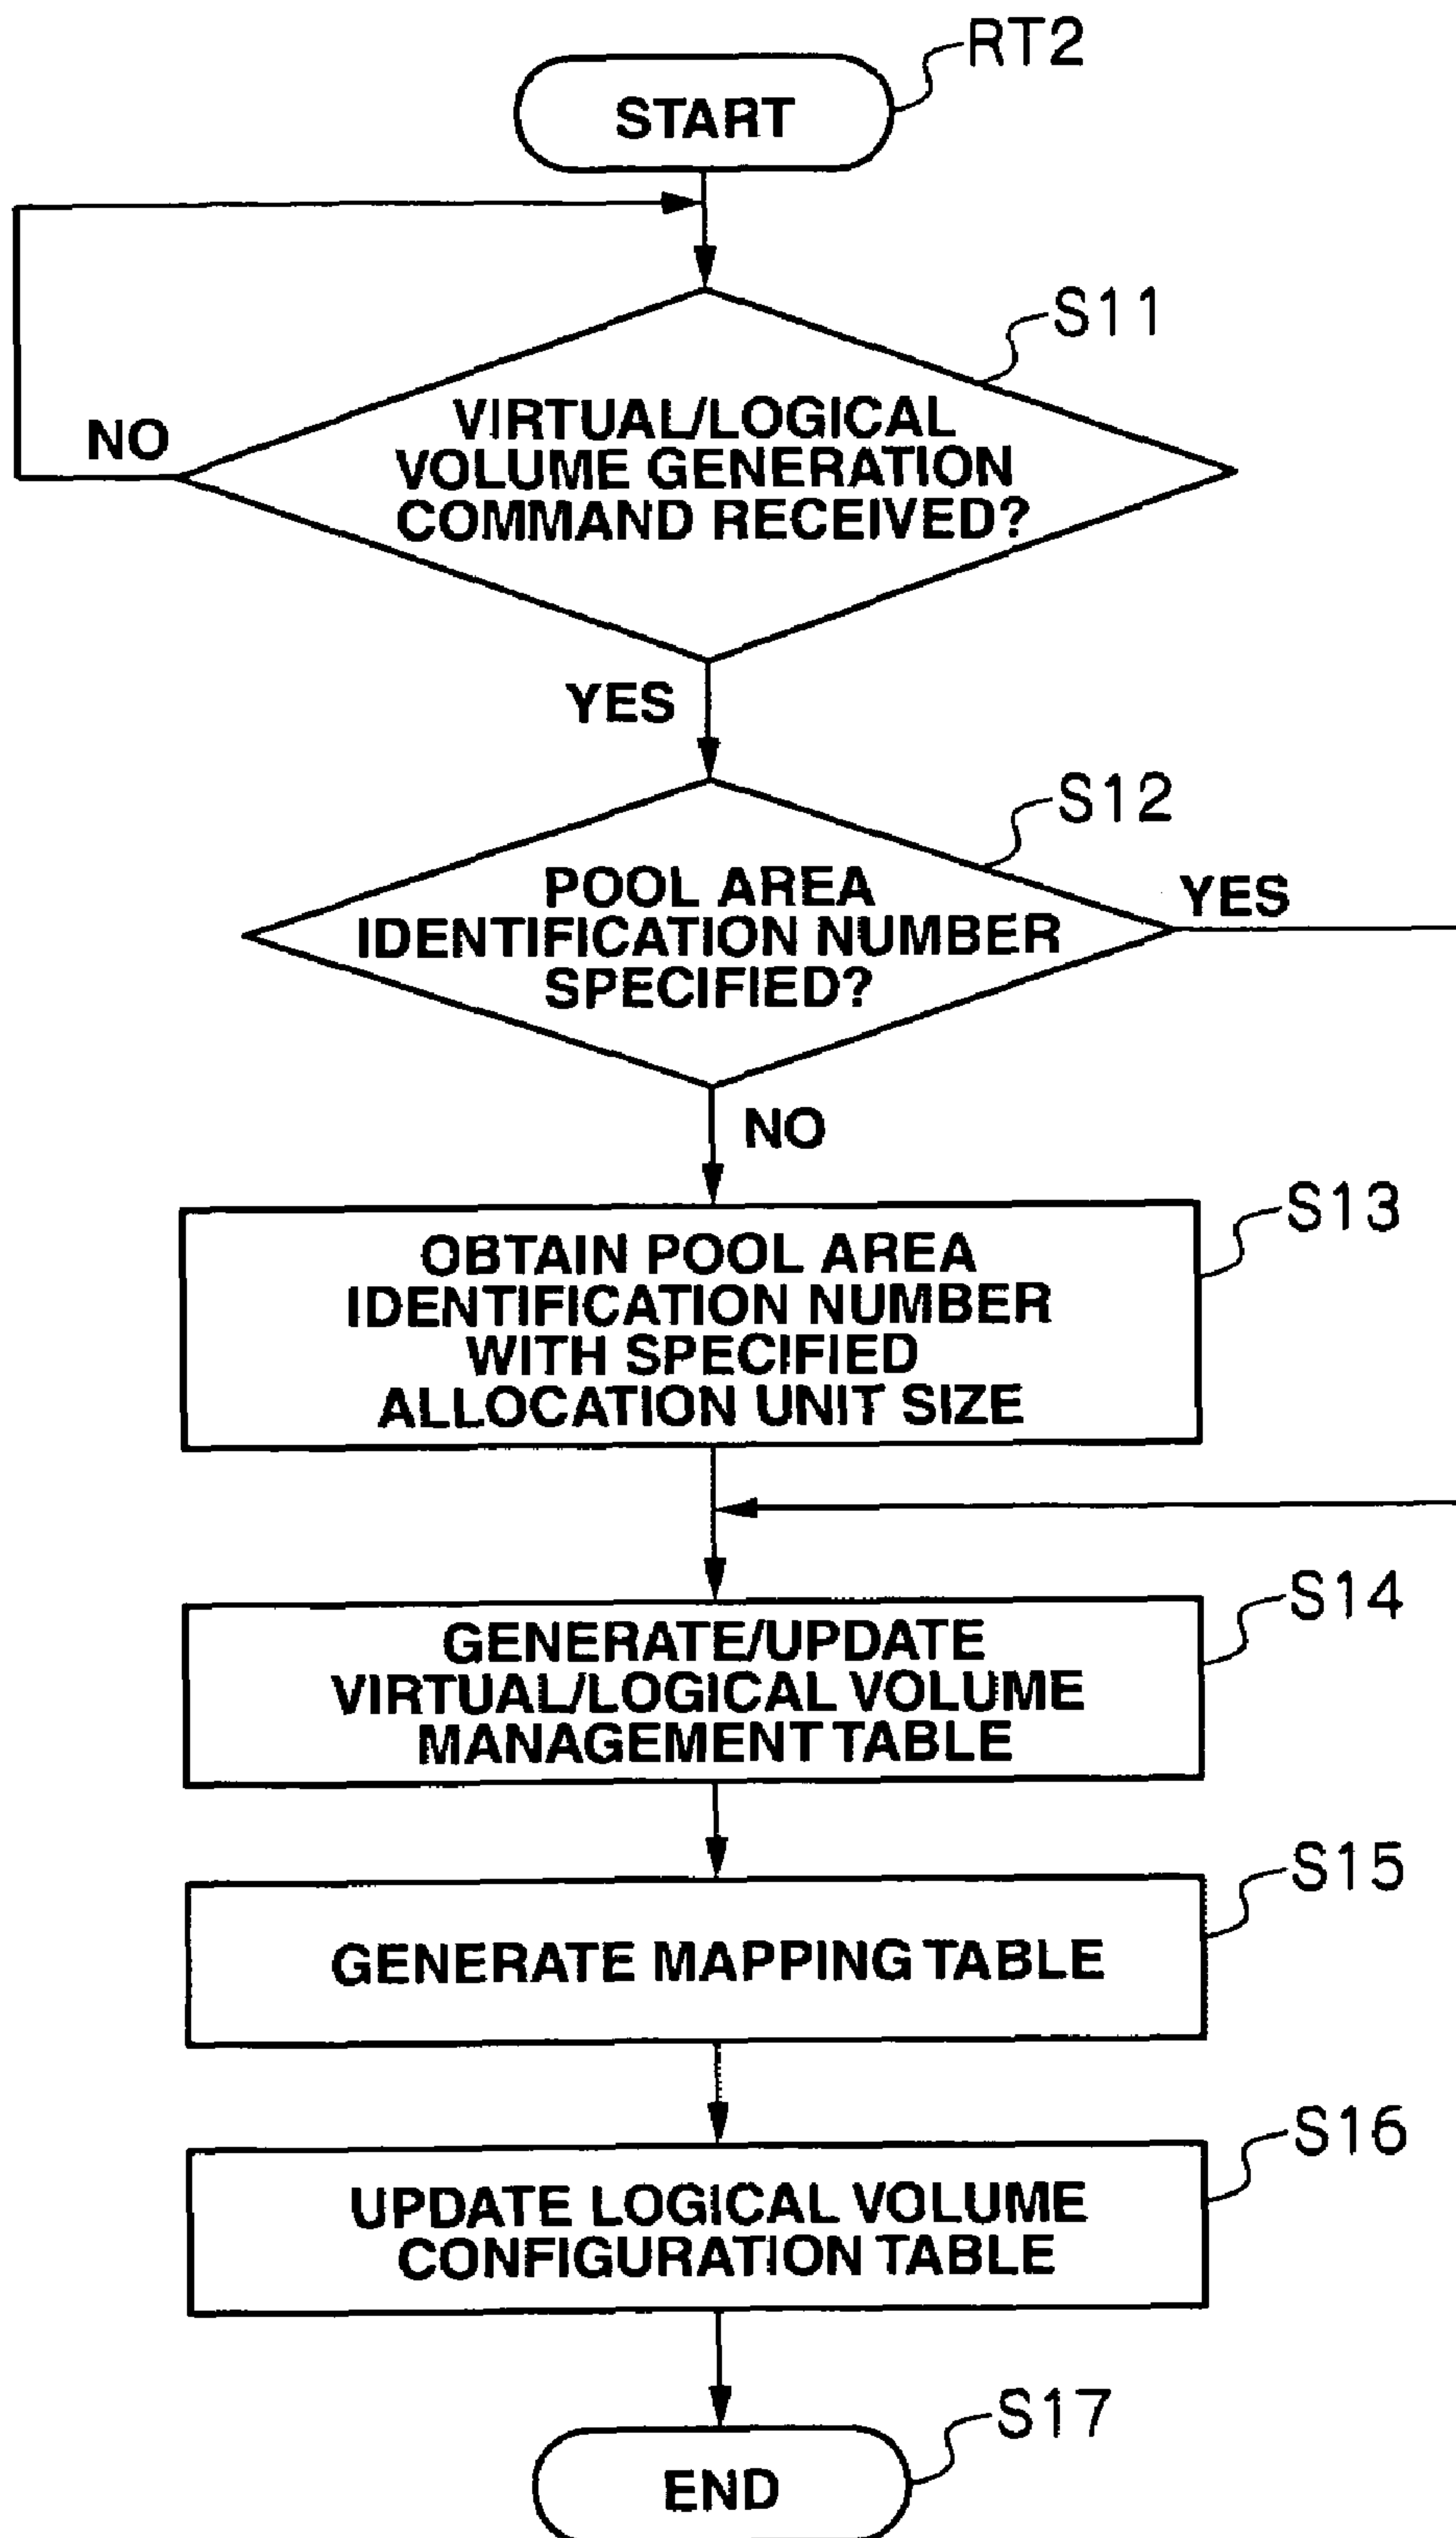 RT2
START
S11
VIRTUAL/LOGICAL
VOLUME GENERATION
COMMAND RECEIVED?
NO
YES
S12
POOL AREA
IDENTIFICATION NUMBER
SPECIFIED?
YES
NO
S13
OBTAIN POOL AREA
IDENTIFICATION NUMBER
WITH SPECIFIED
ALLOCATION UNIT SIZE
S14
GENERATE/UPDATE
VIRTUAL/LOGICAL VOLUME
MANAGEMENT TABLE
S15
GENERATE MAPPING TABLE
S16
UPDATE LOGICAL VOLUME
CONFIGURATION TABLE
S17
END